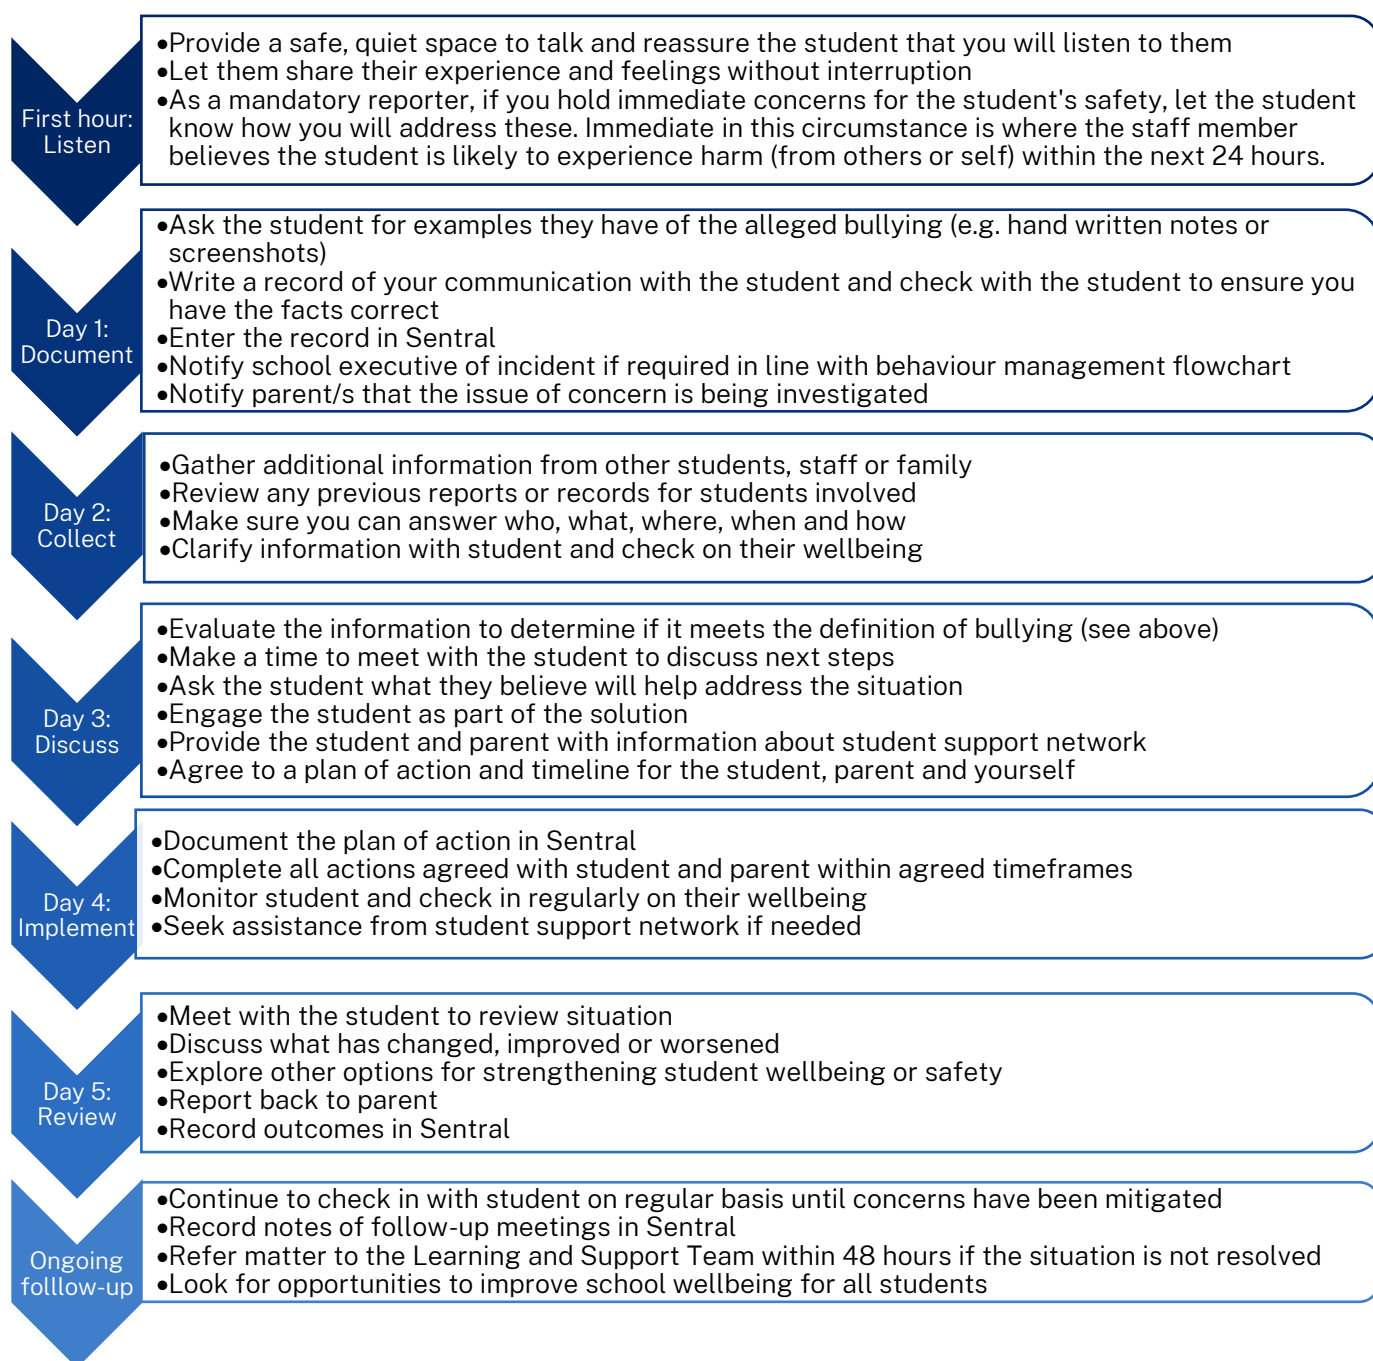 First hour:
Listen
•Provide a safe, quiet space to talk and reassure the student that you will listen to them
•Let them share their experience and feelings without interruption
•As a mandatory reporter, if you hold immediate concerns for the student's safety, let the student
know how you will address these. Immediate in this circumstance is where the staff member
believes the student is likely to experience harm (from others or self) within the next 24 hours.
Day 1:
Document
•Ask the student for examples they have of the alleged bullying (e.g. hand written notes or
screenshots)
•Write a record of your communication with the student and check with the student to ensure you
have the facts correct
•Enter the record in Sentral
•Notify school executive of incident if required in line with behaviour management flowchart
•Notify parent/s that the issue of concern is being investigated
Day 2:
Collect
•Gather additional information from other students, staff or family
•Review any previous reports or records for students involved
•Make sure you can answer who, what, where, when and how
•Clarify information with student and check on their wellbeing
Day 3:
Discuss
•Evaluate the information to determine if it meets the definition of bullying (see above)
•Make a time to meet with the student to discuss next steps
•Ask the student what they believe will help address the situation
•Engage the student as part of the solution
•Provide the student and parent with information about student support network
•Agree to a plan of action and timeline for the student, parent and yourself
Day 4:
Implement
•Document the plan of action in Sentral
•Complete all actions agreed with student and parent within agreed timeframes
•Monitor student and check in regularly on their wellbeing
•Seek assistance from student support network if needed
Day 5:
Review
•Meet with the student to review situation
•Discuss what has changed, improved or worsened
•Explore other options for strengthening student wellbeing or safety
•Report back to parent
•Record outcomes in Sentral
Ongoing
folllow-up
•Continue to check in with student on regular basis until concerns have been mitigated
•Record notes of follow-up meetings in Sentral
•Refer matter to the Learning and Support Team within 48 hours if the situation is not resolved
•Look for opportunities to improve school wellbeing for all students